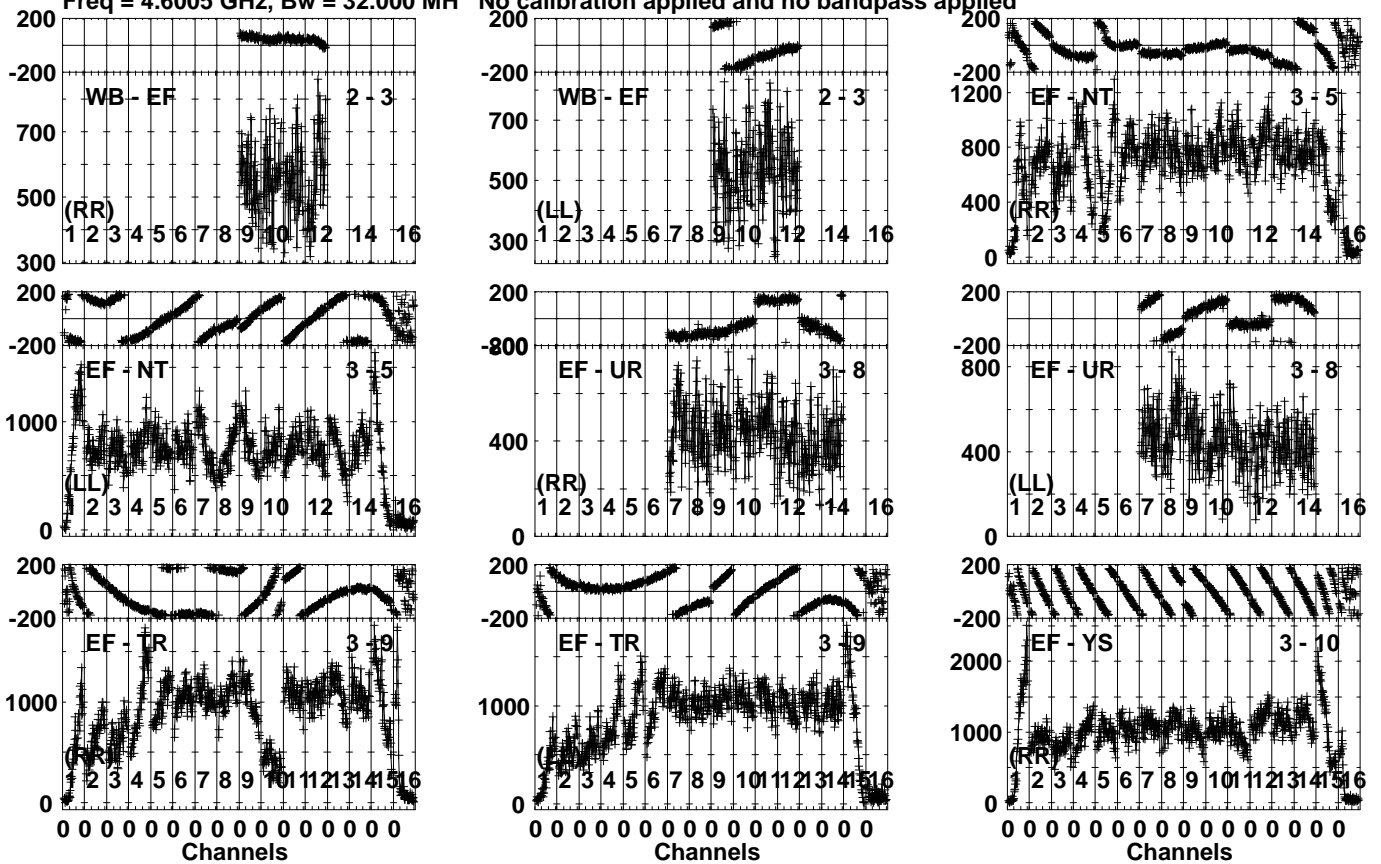 Freq = 4.6005 GHz, Bw = 32.000 MH No calibration applied and no bandpass applied
200
-200
WB - EF 2 - 3
700
500
(RR)
1 2 3 4 5 6 7 8 9 10 12 14 16
300
200
-200
WB - EF 2 - 3
700
500
(LL)
300
1 2 3 4 5 6 7 8 9 10 12 14 16
200
-200
1200
EF - NT 3 - 5
800
400
(RR)
1 2 3 4 5 6 7 8 9 10 12 14 16
0
200
-200
EF - NT 3 - 5
1000
(LL)
1 2 3 4 5 6 7 8 9 10 12 14 16
0
200
-200
800
EF - UR 3 - 8
400
(RR)
1 2 3 4 5 6 7 8 9 10 12 14 16
0
200
-200
800
EF - UR 3 - 8
400
(LL)
1 2 3 4 5 6 7 8 9 10 12 14 16
0
200
-200
EF - TR 3 - 9
1000
(RR)
1 2 3 4 5 6 7 8 9 10 11 12 13 14 15 16
0
0 0 0 0 0 0 0 0 0 0 0 0 0 0 0 0
Channels
200
-200
EF - TR 3 - 9
1000
(LL)
1 2 3 4 5 6 7 8 9 10 11 12 13 14 15 16
0
0 0 0 0 0 0 0 0 0 0 0 0 0 0 0 0
Channels
200
-200
EF - YS 3 - 10
2000
1000
(RR)
1 2 3 4 5 6 7 8 9 10 11 12 13 14 15 16
0
0 0 0 0 0 0 0 0 0 0 0 0 0 0 0 0
Channels